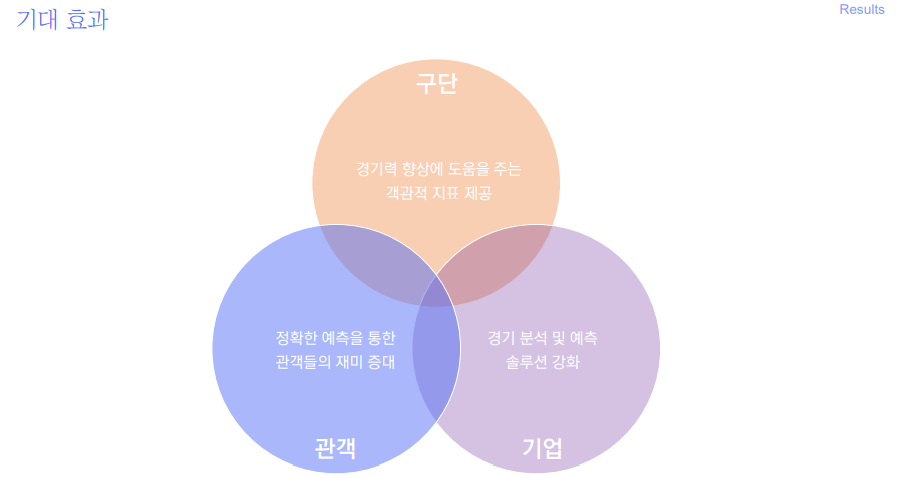 기대 효과
Results
구단
경기력 향상에 도움을 주는
객관적 지표 제공
정확한 예측을 통한
관객들의 재미 증대
경기 분석 및 예측
솔루션 강화
관객
기업